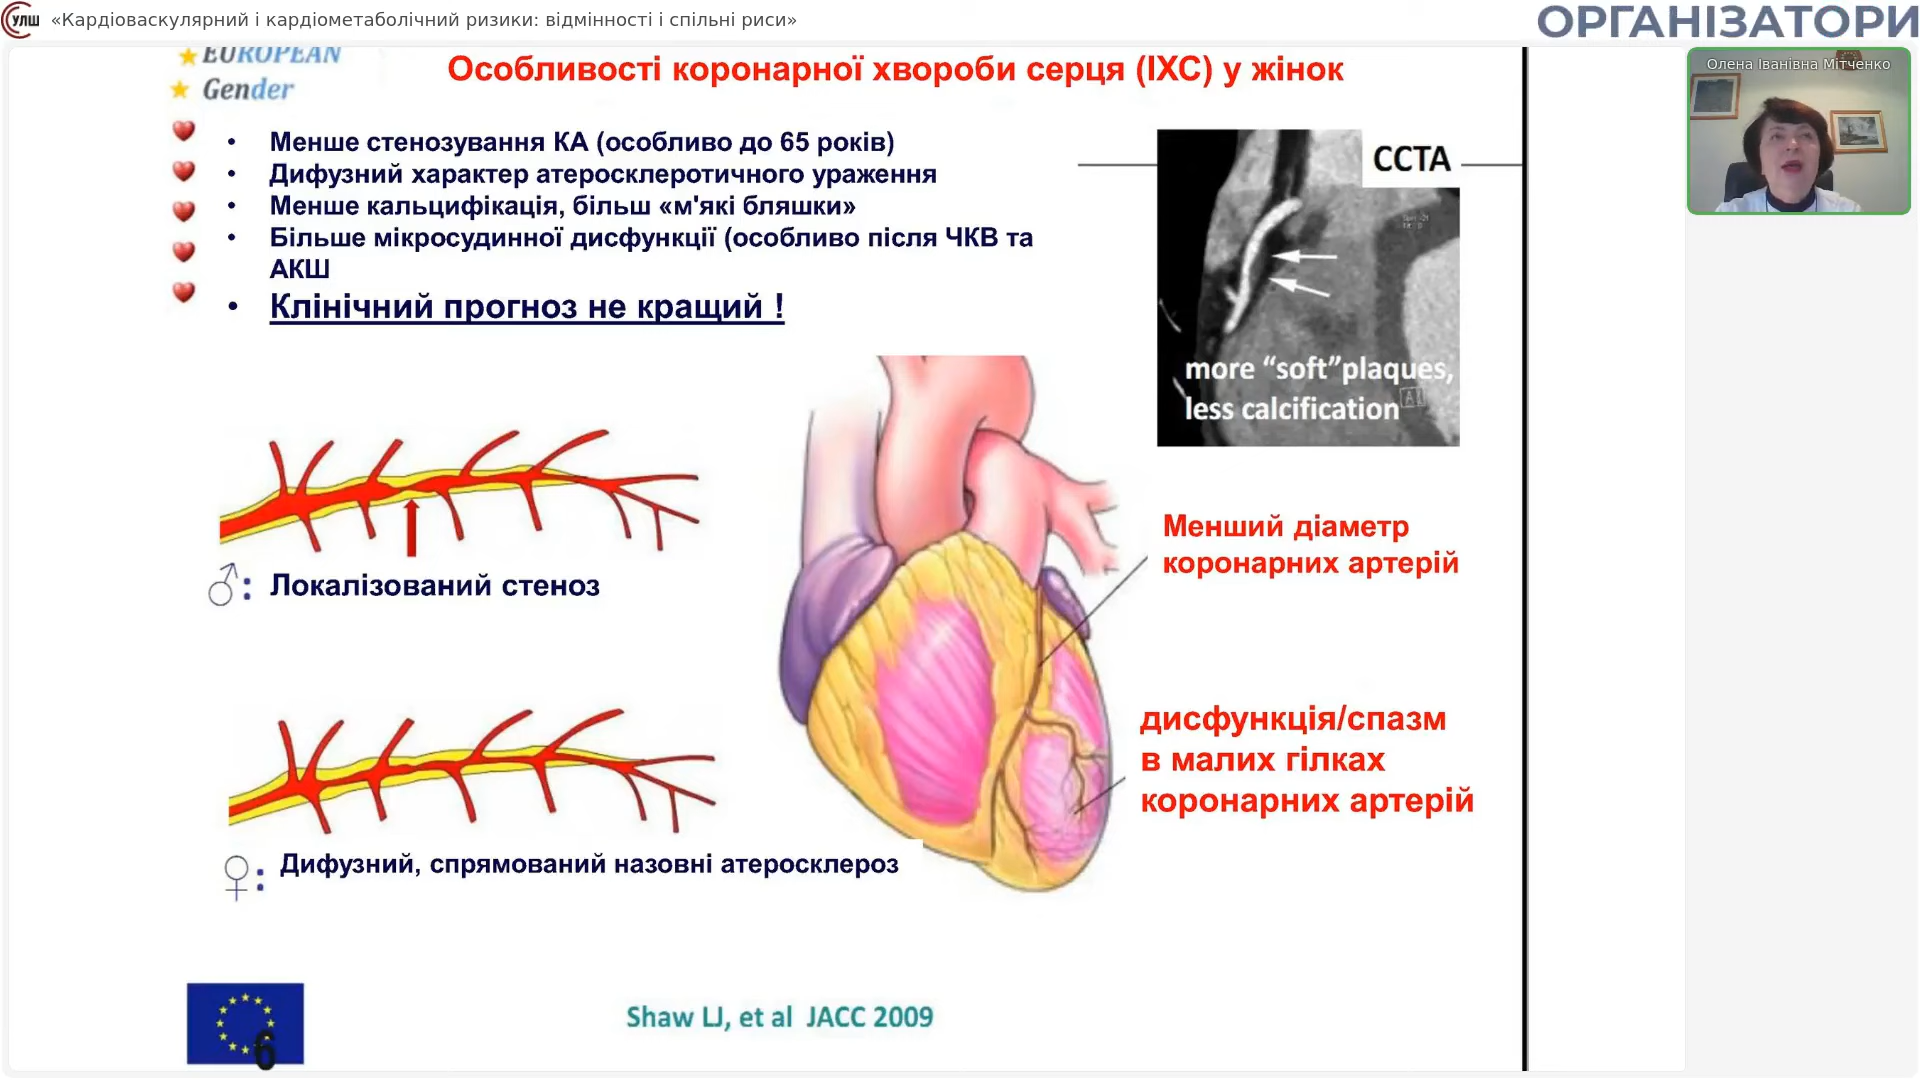 УЛШ «Кардіоваскулярний і кардіометаболічний ризики: відмінності і спільні риси»
ОРГАНІЗАТОРИ
EUROPEAN
Gender
Особливості коронарної хвороби серця (ІХС) у жінок
Олена Іванівна Мітченко
• Менше стенозування КА (особливо до 65 років)
• Дифузний характер атеросклеротичного ураження
• Менше кальцифікація, більш «м'які бляшки»
• Більше мікросудинної дисфункції (особливо після ЧКВ та
АКШ
• Клінічний прогноз не кращий !
CCTA
more “soft”plaques,
less calcification
Менший діаметр
коронарних артерій
♂: Локалізований стеноз
дисфункція/спазм
в малих гілках
коронарних артерій
♀: Дифузний, спрямований назовні атеросклероз
Shaw LJ, et al JACC 2009
6